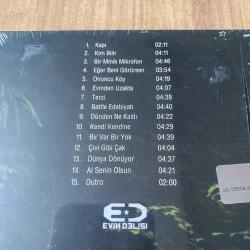 1. Kapı 02:11
2. Kim Bilir 04:11
3. Bir Minik Mikrofon 04:46
4. Eğer Beni Görürsen 03:54
5. Onuncu Köy 04:19
6. Evinden Uzakta 04:19
7. Terzi 04:38
8. Battle Edebiyatı 04:40
9. Dünden Ne Kaldı 04:22
10. Kendi Kendine 04:29
11. Bir Var Bir Yok 04:39
12. Çivi Gibi Çak 04:04
13. Dünya Dönüyor 04:37
14. Al Senin Olsun 04:21
15. Outro 02:00
EVİN DELİSİ